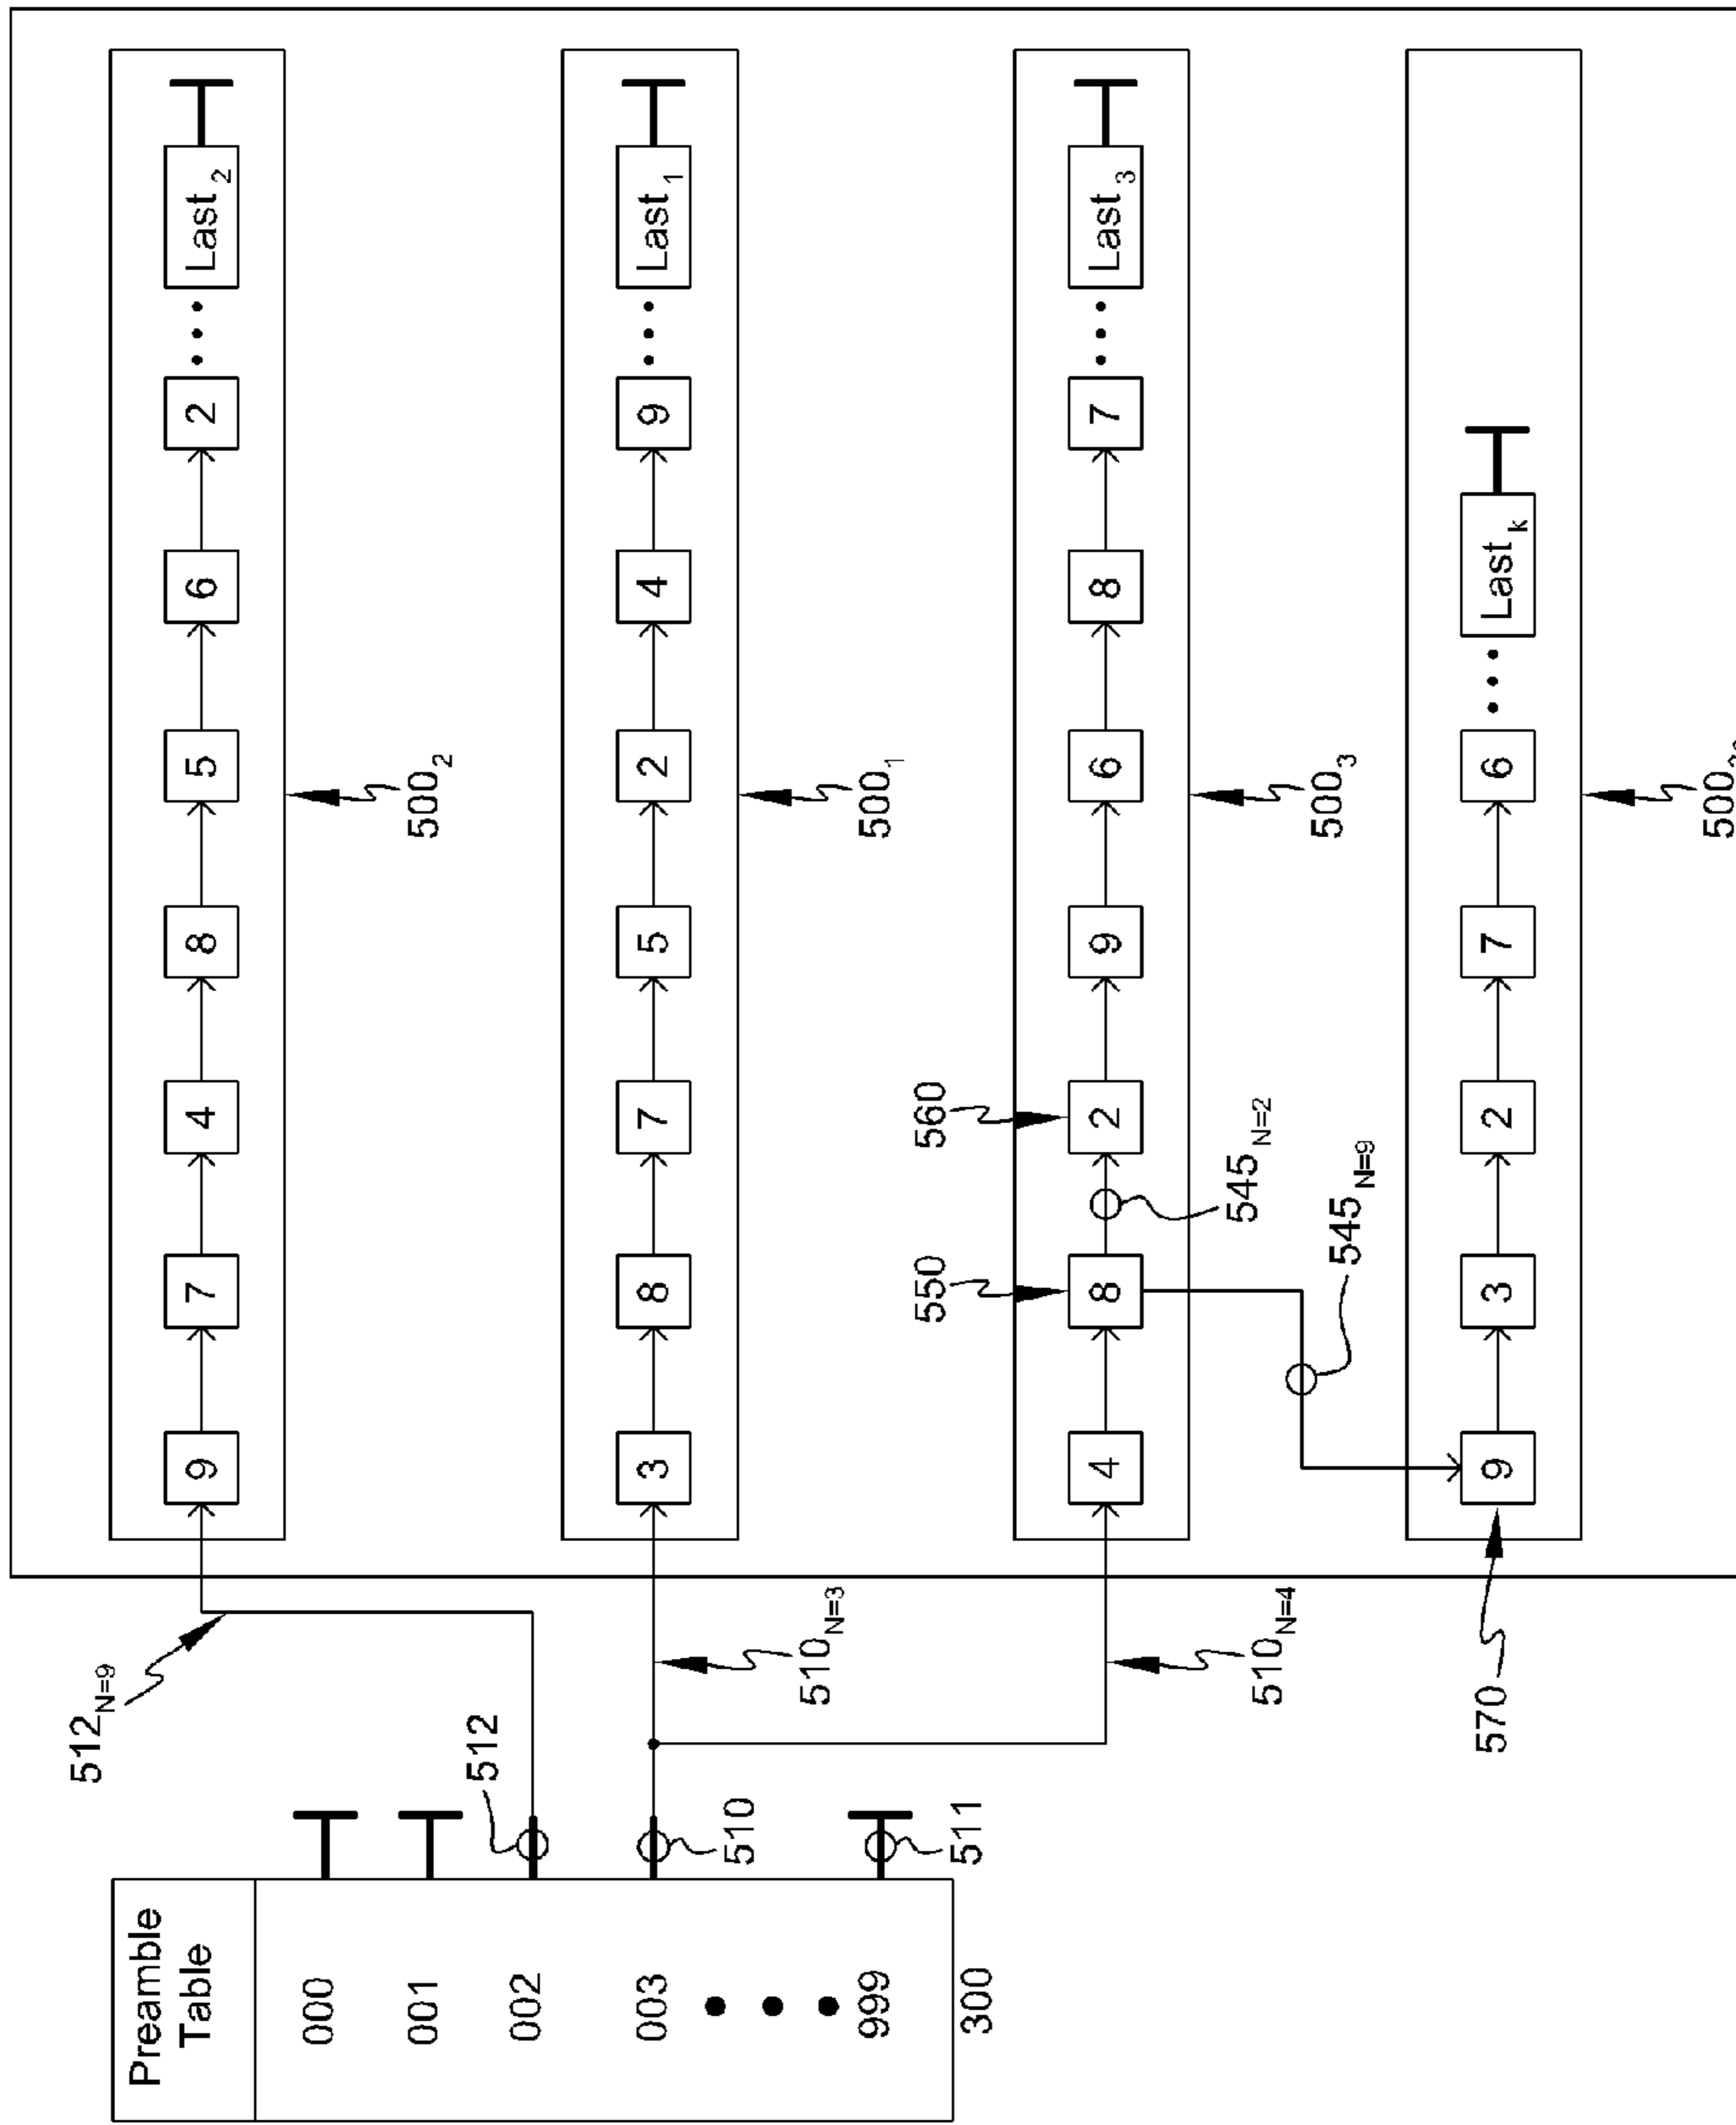 Preamble
Table
000
001
002
003
999
300
512
510
511
512N=9
510N=3
510N=4
9 7 4 8 5 6 2 Last2
5002
3 8 7 5 2 4 9 Last1
5001
550
560
4 8 2 9 6 8 7 Last3
545N=2
5003
545N=9
9 3 2 7 6 Lastk
570
500